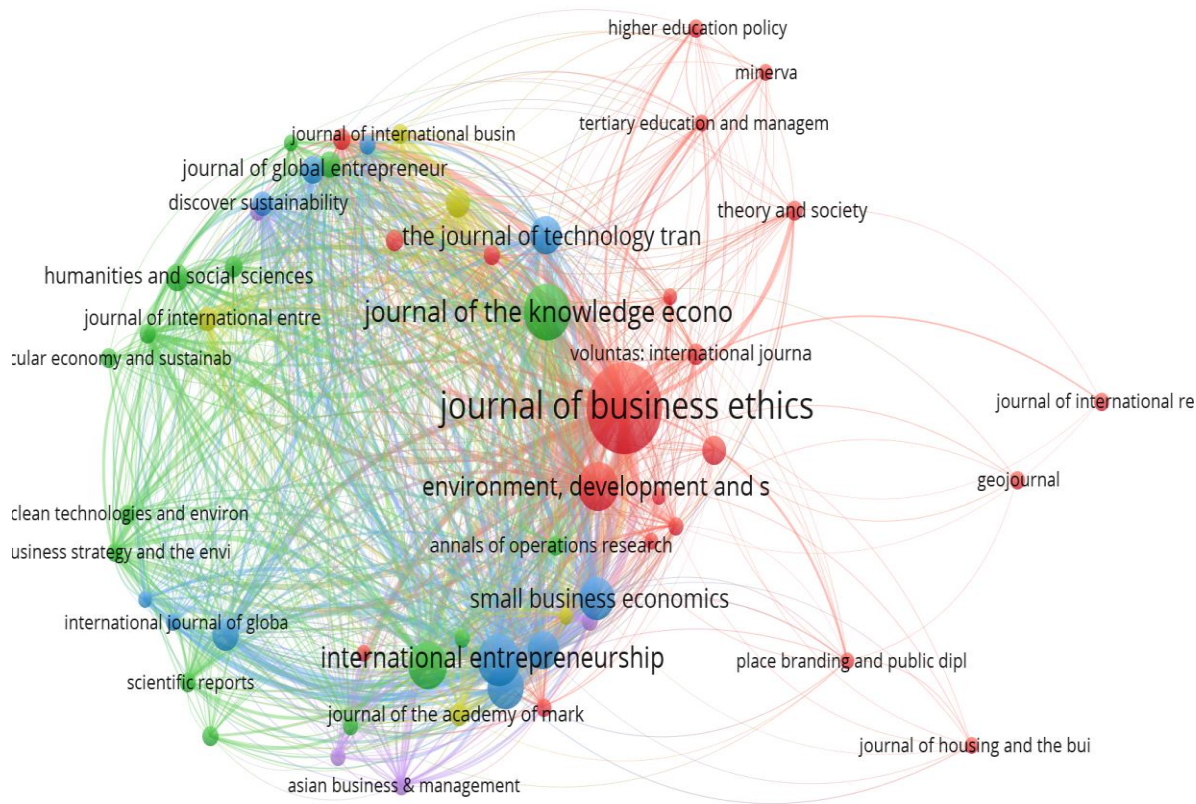 higher education policy
minerva
tertiary education and managem
journal of international busin
journal of global entrepreneur
discover sustainability
theory and society
the journal of technology tran
humanities and social sciences
journal of the knowledge econo
journal of international entre
cular economy and sustainab
voluntas: international journa
journal of business ethics
journal of international re
geojournal
environment, development and s
clean technologies and environ
annals of operations research
usiness strategy and the envi
small business economics
international journal of globa
international entrepreneurship
place branding and public dipl
scientific reports
journal of the academy of mark
journal of housing and the bui
asian business & management